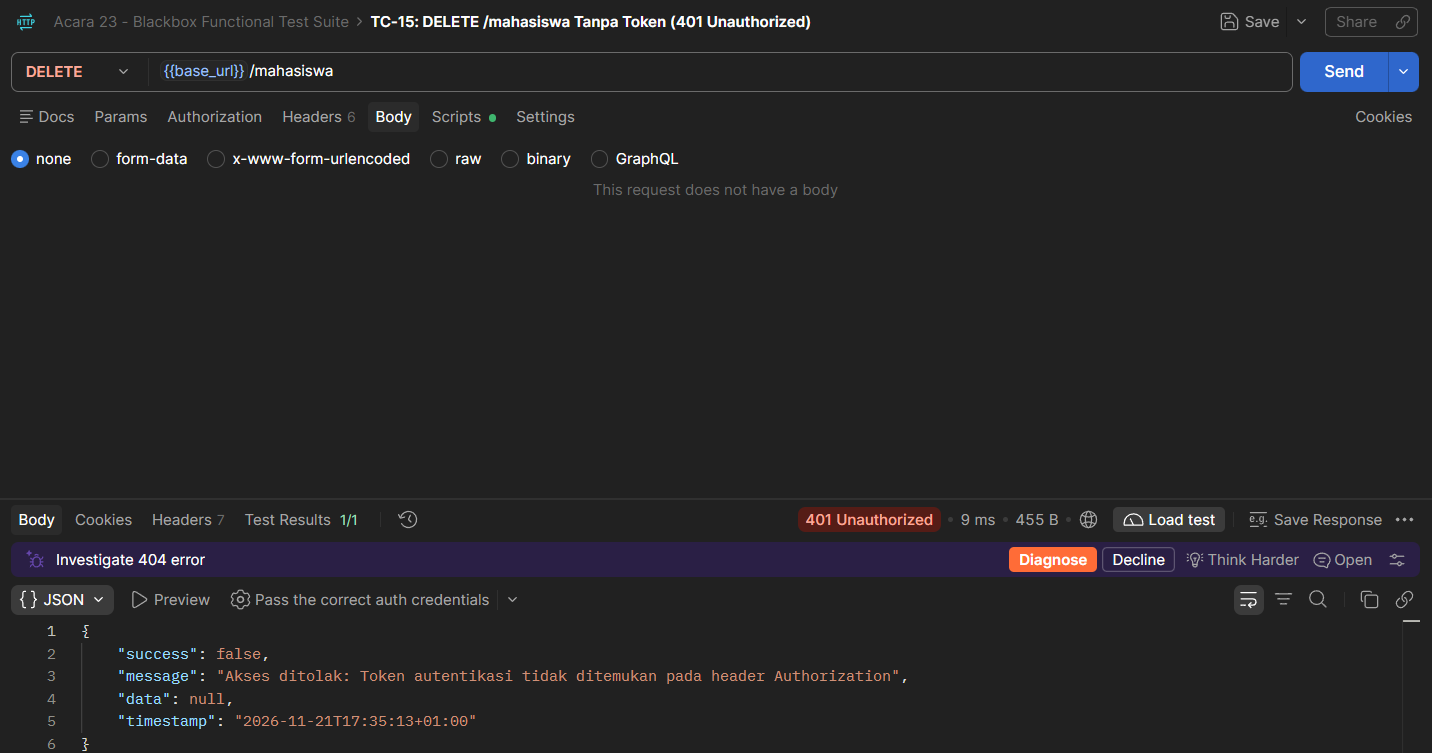 HTTP Acara 23 - Blackbox Functional Test Suite > TC-15: DELETE /mahasiswa Tanpa Token (401 Unauthorized) Save Share
DELETE {{base_url}} /mahasiswa Send
Docs Params Authorization Headers 6 Body Scripts Settings Cookies
none form-data x-www-form-urlencoded raw binary GraphQL
This request does not have a body
Body Cookies Headers 7 Test Results 1/1 401 Unauthorized • 9 ms • 455 B • Load test e.g. Save Response
Investigate 404 error Diagnose Decline Think Harder Open
{} JSON Preview Pass the correct auth credentials
1 {
2 "success": false,
3 "message": "Akses ditolak: Token autentikasi tidak ditemukan pada header Authorization",
4 "data": null,
5 "timestamp": "2026-11-21T17:35:13+01:00"
6 }